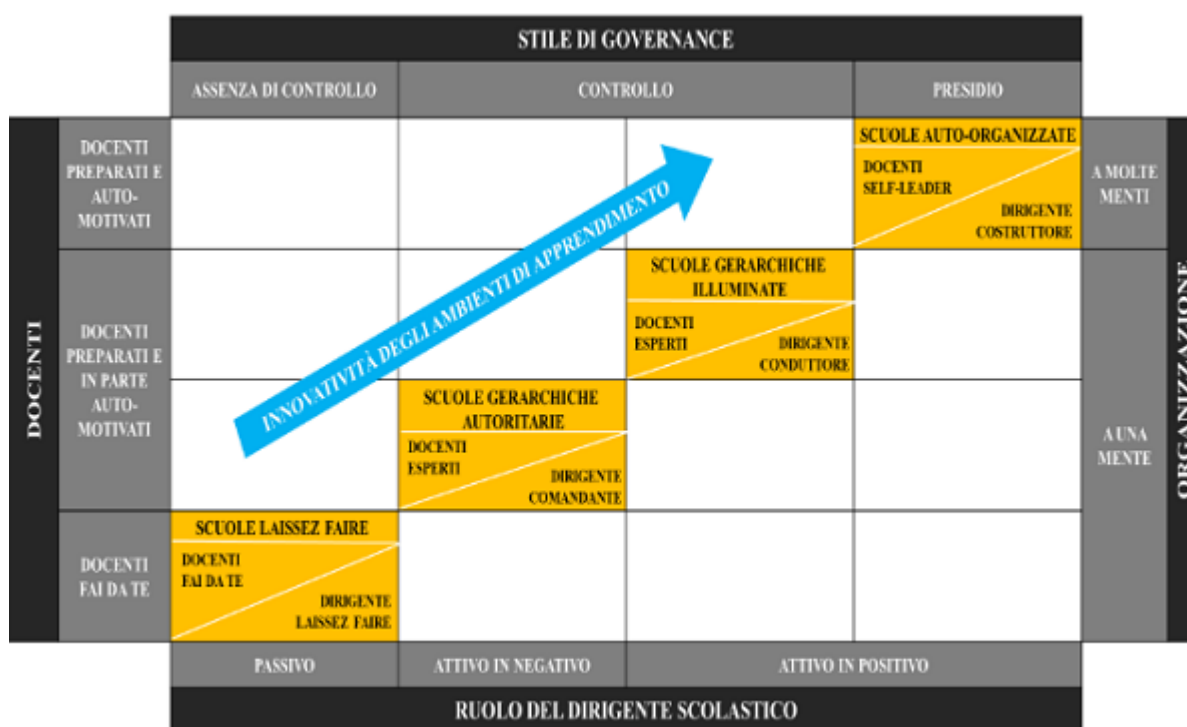 STILE DI GOVERNANCE
ASSENZA DI CONTROLLO
CONTROLLO
PRESIDIO
DOCENTI
DOCENTI
PREPARATI E
AUTO-
MOTIVATI
SCUOLE AUTO-ORGANIZZATE
DOCENTI
SELF-LEADER
DIRIGENTE
COSTRUTTORE
A MOLTE
MENTI
ORGANIZZAZIONE
INNOVATIVITÀ DEGLI AMBIENTI DI APPRENDIMENTO
DOCENTI
PREPARATI E
IN PARTE
AUTO-
MOTIVATI
SCUOLE GERARCHICHE
ILLUMINATE
DOCENTI
ESPERTI
DIRIGENTE
CONDUTTORE
SCUOLE GERARCHICHE
AUTORITARIE
DOCENTI
ESPERTI
DIRIGENTE
COMANDANTE
A UNA
MENTE
DOCENTI
FAI DA TE
SCUOLE LAISSEZ FAIRE
DOCENTI
FAI DA TE
DIRIGENTE
LAISSEZ FAIRE
PASSIVO
ATTIVO IN NEGATIVO
ATTIVO IN POSITIVO
RUOLO DEL DIRIGENTE SCOLASTICO